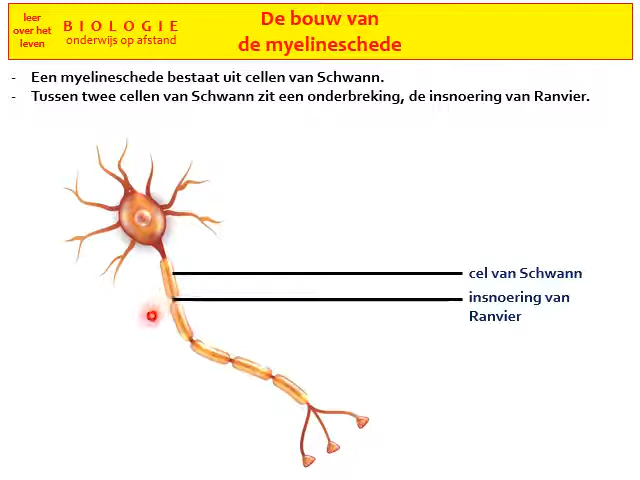 leer
over het
leven
BIOLOGIE
onderwijs op afstand
De bouw van
de myelineschede
- Een myelineschede bestaat uit cellen van Schwann.
- Tussen twee cellen van Schwann zit een onderbreking, de insnoering van Ranvier.
cel van Schwann
insnoering van
Ranvier